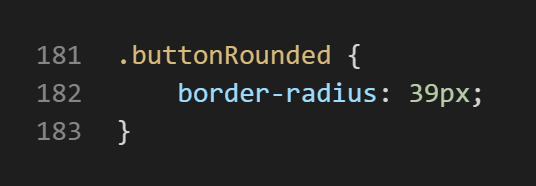 181 .buttonRounded {
182 border-radius: 39px;
183 }